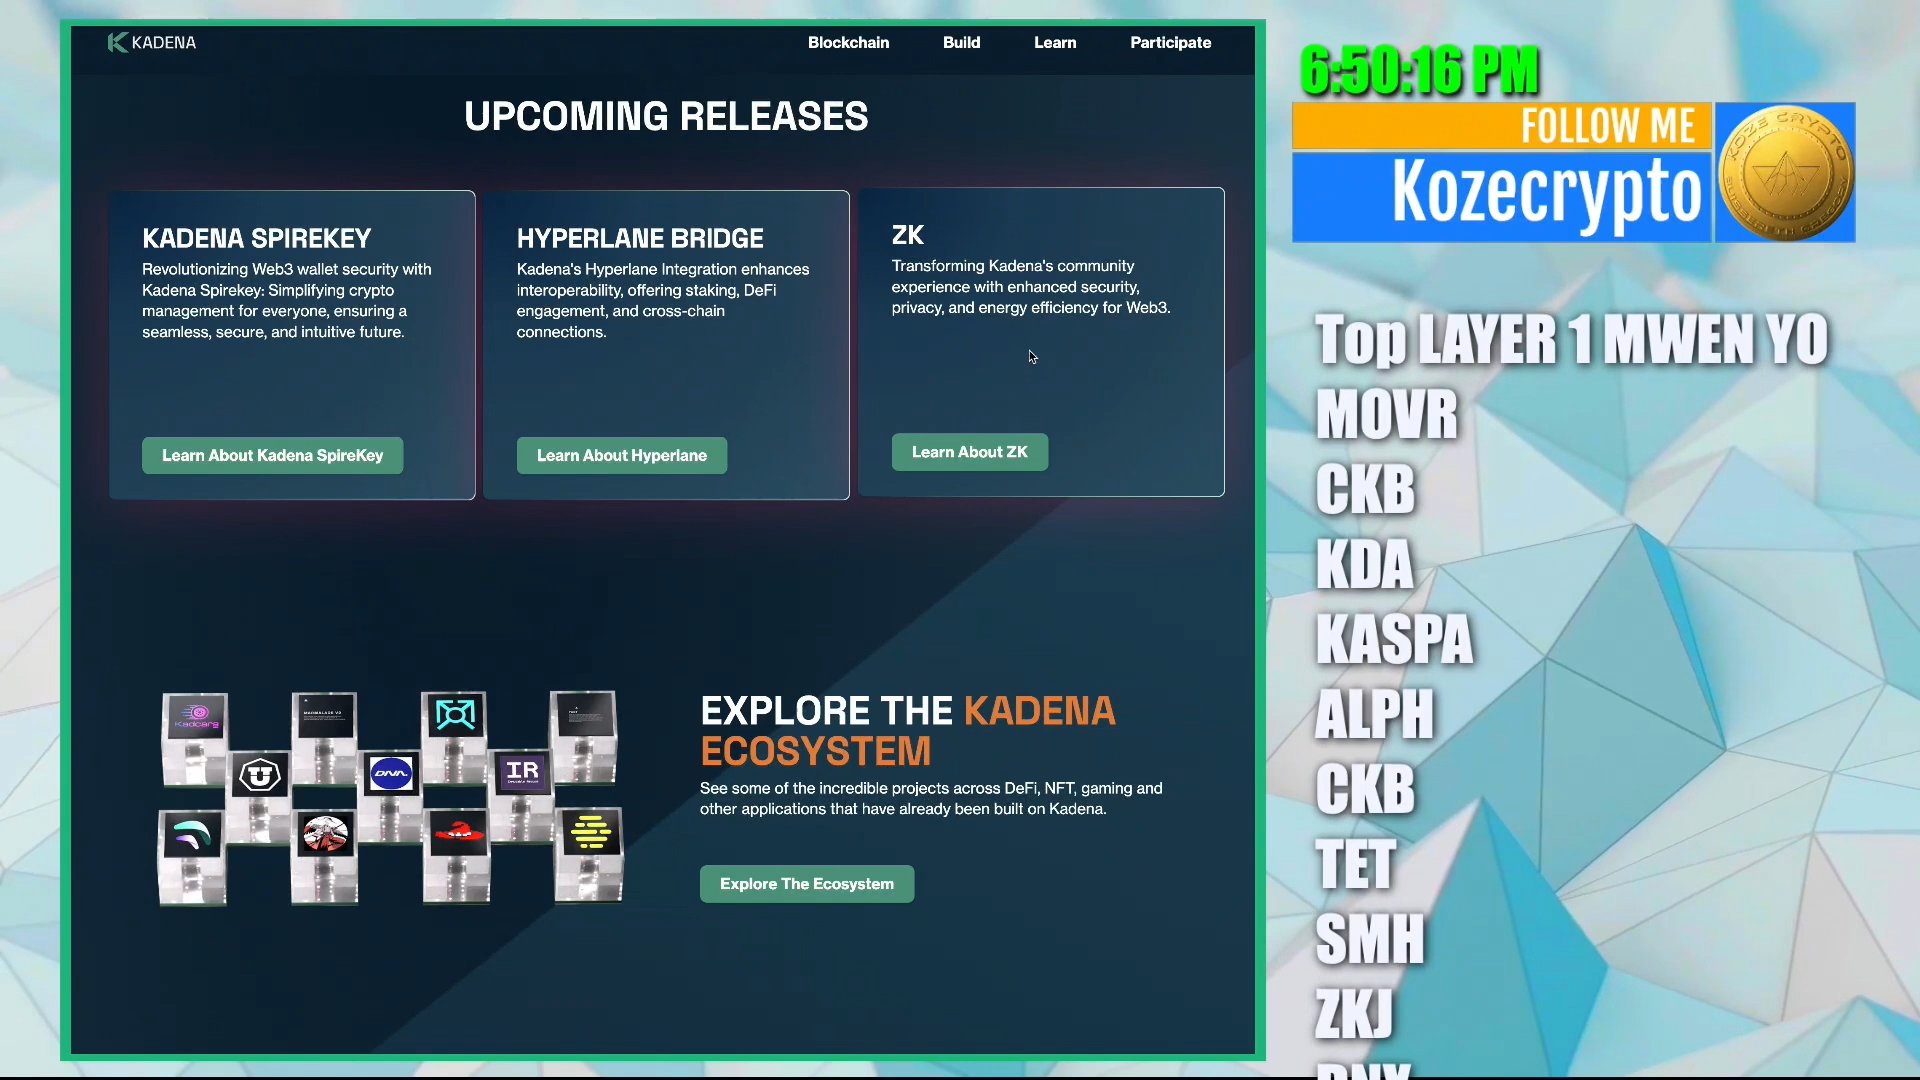 KADENA
Blockchain
Build
Learn
Participate
UPCOMING RELEASES
KADENA SPIREKEY
Revolutionizing Web3 wallet security with
Kadena Spirekey: Simplifying crypto
management for everyone, ensuring a
seamless, secure, and intuitive future.
Learn About Kadena SpireKey
HYPERLANE BRIDGE
Kadena's Hyperlane Integration enhances
interoperability, offering staking, DeFi
engagement, and cross-chain
connections.
Learn About Hyperlane
ZK
Transforming Kadena's community
experience with enhanced security,
privacy, and energy efficiency for Web3.
Learn About ZK
Kadcars
MARMALADE V2
DNA
IR
EXPLORE THE KADENA
ECOSYSTEM
See some of the incredible projects across DeFi, NFT, gaming and
other applications that have already been built on Kadena.
Explore The Ecosystem
6:50:16 PM
FOLLOW ME
Kozecrypto
KOZE CRYPTO
Top LAYER 1 MWEN YO
MOVR
CKB
KDA
KASPA
ALPH
CKB
TET
SMH
ZKJ